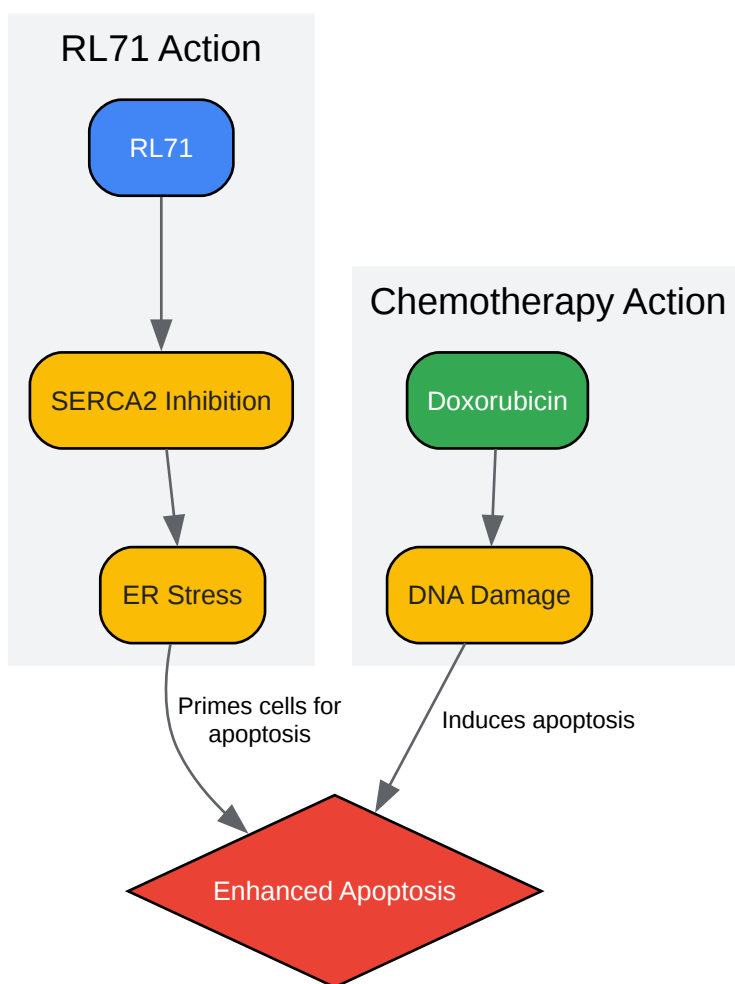 RL71 Action
RL71
SERCA2 Inhibition
ER Stress
Chemotherapy Action
Doxorubicin
DNA Damage
Primes cells for
apoptosis
Induces apoptosis
Enhanced Apoptosis